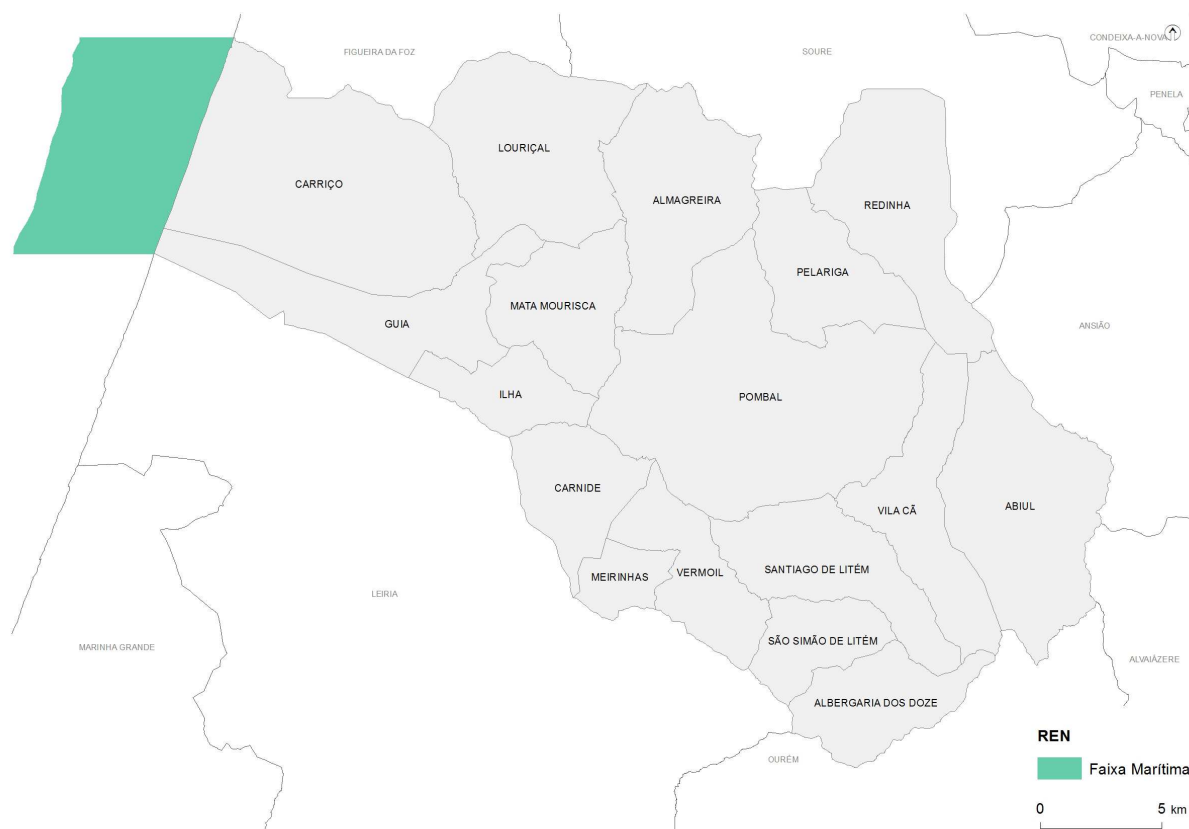 FIGUEIRA DA FOZ
SOURE
CONDEIXA-A-NOVA
PENELA
LOURIÇAL
CARRIÇO
ALMAGREIRA
REDINHA
PELARIGA
MATA MOURISCA
GUIA
ANSIÃO
ILHA
POMBAL
CARNIDE
VILA CÃ
ABIUL
MEIRINHAS
VERMOIL
SANTIAGO DE LITÉM
LEIRIA
MARINHA GRANDE
SÃO SIMÃO DE LITÉM
ALVAIÁZERE
ALBERGARIA DOS DOZE
OURÉM
REN
Faixa Marítima
0 5 km